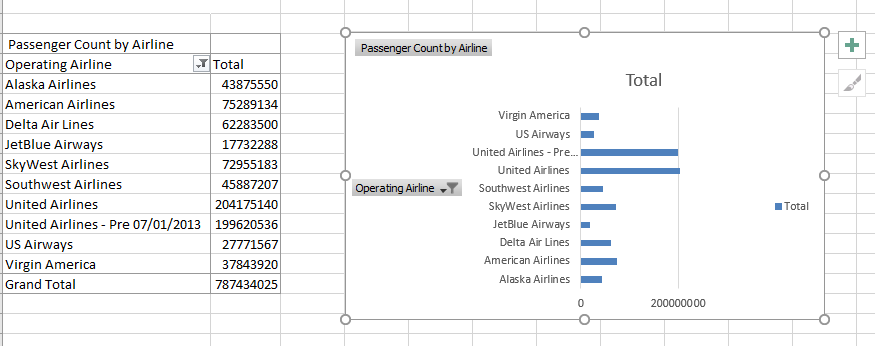 Passenger Count by Airline
Operating Airline Total
Alaska Airlines 43875550
American Airlines 75289134
Delta Air Lines 62283500
JetBlue Airways 17732288
SkyWest Airlines 72955183
Southwest Airlines 45887207
United Airlines 204175140
United Airlines - Pre 07/01/2013 199620536
US Airways 27771567
Virgin America 37843920
Grand Total 787434025
Passenger Count by Airline
Total
Virgin America
US Airways
United Airlines - Pre...
United Airlines
Operating Airline
Southwest Airlines
SkyWest Airlines
Total
JetBlue Airways
Delta Air Lines
American Airlines
Alaska Airlines
0 200000000